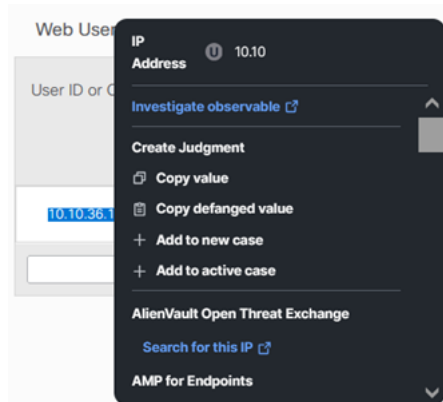 Web User
User ID or C
10.10.36.1
IP
Address
U 10.10
Investigate observable
Create Judgment
Copy value
Copy defanged value
Add to new case
Add to active case
AlienVault Open Threat Exchange
Search for this IP
AMP for Endpoints